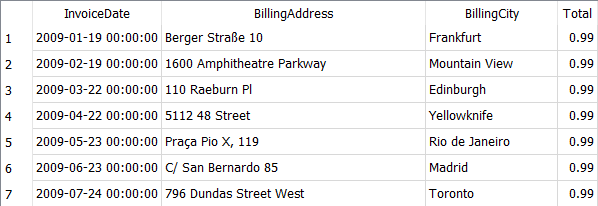 InvoiceDate BillingAddress BillingCity Total
1 2009-01-19 00:00:00 Berger Straße 10 Frankfurt 0.99
2 2009-02-19 00:00:00 1600 Amphitheatre Parkway Mountain View 0.99
3 2009-03-22 00:00:00 110 Raeburn Pl Edinburgh 0.99
4 2009-04-22 00:00:00 5112 48 Street Yellowknife 0.99
5 2009-05-23 00:00:00 Praça Pio X, 119 Rio de Janeiro 0.99
6 2009-06-23 00:00:00 C/ San Bernardo 85 Madrid 0.99
7 2009-07-24 00:00:00 796 Dundas Street West Toronto 0.99